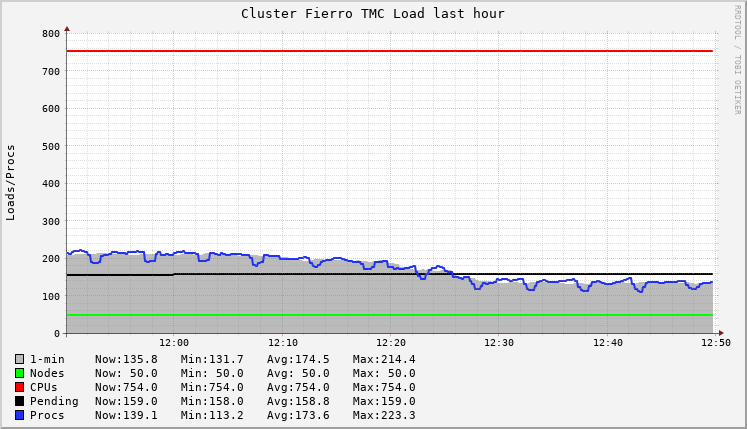 Cluster Fierro TMC Load last hour
RRDTOOL / TOBI OETIKER
Loads/Procs
800
700
600
500
400
300
200
100
0
12:00 12:10 12:20 12:30 12:40 12:50
1-min Now:135.8 Min:131.7 Avg:174.5 Max:214.4
Nodes Now: 50.0 Min: 50.0 Avg: 50.0 Max: 50.0
CPUs Now:754.0 Min:754.0 Avg:754.0 Max:754.0
Pending Now:159.0 Min:158.0 Avg:158.8 Max:159.0
Procs Now:139.1 Min:113.2 Avg:173.6 Max:223.3